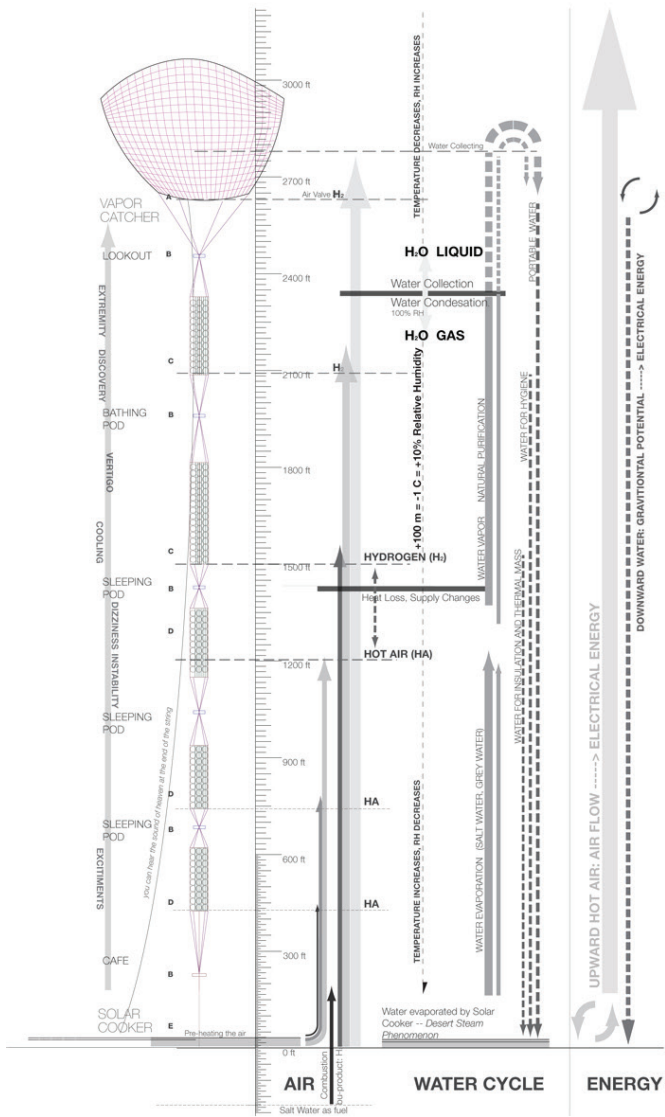 3000 ft
2700 ft
2400 ft
2100 ft
1800 ft
1500 ft
1200 ft
900 ft
600 ft
300 ft
0 ft
VAPOR
CATCHER
A
LOOKOUT
B
C
BATHING
POD
B
C
SLEEPING
POD
B
D
SLEEPING
POD
D
SLEEPING
POD
B
D
CAFE
B
SOLAR
COOKER
E
EXTREMITY DISCOVERY
VERTIGO
COOLING
DIZZINESS INSTABILITY
EXCITIMENTS
you can hear the sound of heaven at the end of the string
Pre-heating the air
Air Valve
H₂
H₂
HYDROGEN (H₂)
Heat Loss, Supply Changes
HOT AIR (HA)
HA
HA
Combustion
bu-product: H
Salt Water as fuel
AIR
TEMPERATURE DECREASES, RH INCREASES
Water Collecting
H₂O LIQUID
Water Collection
Water Condesation
100% RH
H₂O GAS
+100 m = -1 C = +10% Relative Humidity
TEMPERATURE INCREASES, RH DECREASES
WATER VAPOR NATURAL PURIFICATION
WATER EVAPORATION (SALT WATER, GREY WATER)
PORTABLE WATER
WATER FOR HYGIENE
WATER FOR INSULATION AND THERMAL MASS
Water evaporated by Solar
Cooker -- Desert Steam
Phenomenon
WATER CYCLE
UPWARD HOT AIR: AIR FLOW -----> ELECTRICAL ENERGY
DOWNWARD WATER: GRAVITIONTAL POTENTIAL -----> ELECTRICAL ENERGY
ENERGY